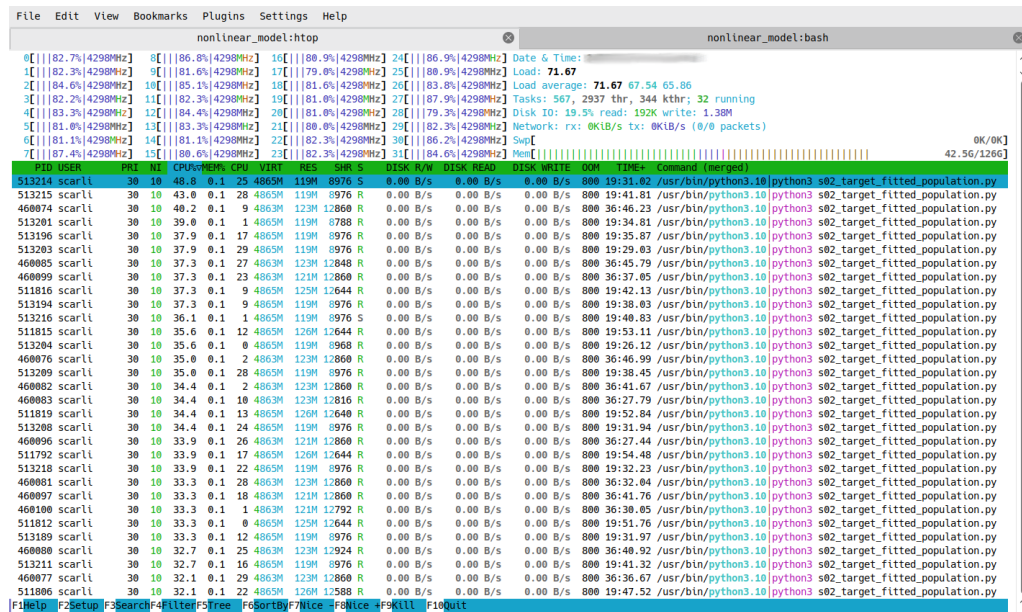 File Edit View Bookmarks Plugins Settings Help
nonlinear_model:htop nonlinear_model:bash
0[|||82.7%|4298MHz] 8[|||86.8%|4298MHz] 16[|||80.9%|4298MHz] 24[|||86.9%|4298MHz] Date & Time:
1[|||82.3%|4298MHz] 9[|||81.6%|4298MHz] 17[|||79.0%|4298MHz] 25[|||80.9%|4298MHz] Load: 71.67
2[|||84.6%|4298MHz] 10[|||85.1%|4298MHz] 18[|||81.6%|4298MHz] 26[|||83.8%|4298MHz] Load average: 71.67 67.54 65.86
3[|||82.2%|4298MHz] 11[|||82.3%|4298MHz] 19[|||81.2%|4298MHz] 27[|||87.9%|4298MHz] Tasks: 567, 2937 thr, 344 kthr; 32 running
4[|||83.3%|4298MHz] 12[|||84.4%|4298MHz] 20[|||81.0%|4298MHz] 28[|||79.3%|4298MHz] Disk IO: 19.5% read: 192K write: 1.38M
5[|||81.0%|4298MHz] 13[|||83.3%|4298MHz] 21[|||80.0%|4298MHz] 29[|||82.3%|4298MHz] Network: rx: 0KiB/s tx: 0KiB/s (0/0 packets)
6[|||81.1%|4298MHz] 14[|||81.1%|4298MHz] 22[|||82.3%|4298MHz] 30[|||86.2%|4298MHz] Swp[ 0K/0K]
7[|||87.4%|4298MHz] 15[|||80.6%|4298MHz] 23[|||82.3%|4298MHz] 31[|||84.6%|4298MHz] Mem[|||||||||||||||||||||||||||||||||||||||||||||||| 42.5G/126G]
PID USER PRI NI CPU%▽MEM% CPU VIRT RES SHR S DISK R/W DISK READ DISK WRITE OOM TIME+ Command (merged)
513214 scarli 30 10 48.8 0.1 25 4865M 119M 8976 S 0.00 B/s 0.00 B/s 0.00 B/s 800 19:31.02 /usr/bin/python3.10|python3 s02_target_fitted_population.py
513215 scarli 30 10 43.0 0.1 28 4865M 119M 8976 R 0.00 B/s 0.00 B/s 0.00 B/s 800 19:41.81 /usr/bin/python3.10|python3 s02_target_fitted_population.py
460074 scarli 30 10 40.2 0.1 9 4863M 123M 12860 R 0.00 B/s 0.00 B/s 0.00 B/s 800 36:46.23 /usr/bin/python3.10|python3 s02_target_fitted_population.py
513201 scarli 30 10 39.0 0.1 1 4864M 119M 8788 R 0.00 B/s 0.00 B/s 0.00 B/s 800 19:34.81 /usr/bin/python3.10|python3 s02_target_fitted_population.py
513196 scarli 30 10 37.9 0.1 17 4865M 119M 8976 R 0.00 B/s 0.00 B/s 0.00 B/s 800 19:35.87 /usr/bin/python3.10|python3 s02_target_fitted_population.py
513203 scarli 30 10 37.9 0.1 29 4865M 119M 8976 R 0.00 B/s 0.00 B/s 0.00 B/s 800 19:29.03 /usr/bin/python3.10|python3 s02_target_fitted_population.py
460085 scarli 30 10 37.3 0.1 27 4863M 123M 12848 R 0.00 B/s 0.00 B/s 0.00 B/s 800 36:45.79 /usr/bin/python3.10|python3 s02_target_fitted_population.py
460099 scarli 30 10 37.3 0.1 23 4863M 121M 12860 R 0.00 B/s 0.00 B/s 0.00 B/s 800 36:37.05 /usr/bin/python3.10|python3 s02_target_fitted_population.py
511816 scarli 30 10 37.3 0.1 9 4865M 125M 12644 R 0.00 B/s 0.00 B/s 0.00 B/s 800 19:42.13 /usr/bin/python3.10|python3 s02_target_fitted_population.py
513194 scarli 30 10 37.3 0.1 9 4865M 119M 8976 R 0.00 B/s 0.00 B/s 0.00 B/s 800 19:38.03 /usr/bin/python3.10|python3 s02_target_fitted_population.py
513216 scarli 30 10 36.1 0.1 1 4865M 119M 8976 S 0.00 B/s 0.00 B/s 0.00 B/s 800 19:40.83 /usr/bin/python3.10|python3 s02_target_fitted_population.py
511815 scarli 30 10 35.6 0.1 12 4865M 126M 12644 R 0.00 B/s 0.00 B/s 0.00 B/s 800 19:53.11 /usr/bin/python3.10|python3 s02_target_fitted_population.py
513204 scarli 30 10 35.6 0.1 0 4865M 119M 8968 R 0.00 B/s 0.00 B/s 0.00 B/s 800 19:26.12 /usr/bin/python3.10|python3 s02_target_fitted_population.py
460076 scarli 30 10 35.0 0.1 2 4863M 123M 12860 R 0.00 B/s 0.00 B/s 0.00 B/s 800 36:46.99 /usr/bin/python3.10|python3 s02_target_fitted_population.py
513209 scarli 30 10 35.0 0.1 28 4865M 119M 8976 R 0.00 B/s 0.00 B/s 0.00 B/s 800 19:38.45 /usr/bin/python3.10|python3 s02_target_fitted_population.py
460082 scarli 30 10 34.4 0.1 2 4863M 123M 12860 R 0.00 B/s 0.00 B/s 0.00 B/s 800 36:41.67 /usr/bin/python3.10|python3 s02_target_fitted_population.py
460083 scarli 30 10 34.4 0.1 10 4863M 123M 12816 R 0.00 B/s 0.00 B/s 0.00 B/s 800 36:27.79 /usr/bin/python3.10|python3 s02_target_fitted_population.py
511819 scarli 30 10 34.4 0.1 13 4865M 126M 12640 R 0.00 B/s 0.00 B/s 0.00 B/s 800 19:52.84 /usr/bin/python3.10|python3 s02_target_fitted_population.py
513208 scarli 30 10 34.4 0.1 24 4865M 119M 8976 R 0.00 B/s 0.00 B/s 0.00 B/s 800 19:31.94 /usr/bin/python3.10|python3 s02_target_fitted_population.py
460096 scarli 30 10 33.9 0.1 26 4863M 121M 12860 R 0.00 B/s 0.00 B/s 0.00 B/s 800 36:27.44 /usr/bin/python3.10|python3 s02_target_fitted_population.py
511792 scarli 30 10 33.9 0.1 17 4865M 126M 12644 R 0.00 B/s 0.00 B/s 0.00 B/s 800 19:54.48 /usr/bin/python3.10|python3 s02_target_fitted_population.py
513218 scarli 30 10 33.9 0.1 22 4865M 119M 8976 R 0.00 B/s 0.00 B/s 0.00 B/s 800 19:32.23 /usr/bin/python3.10|python3 s02_target_fitted_population.py
460081 scarli 30 10 33.3 0.1 28 4863M 123M 12860 R 0.00 B/s 0.00 B/s 0.00 B/s 800 36:32.04 /usr/bin/python3.10|python3 s02_target_fitted_population.py
460097 scarli 30 10 33.3 0.1 18 4863M 121M 12860 R 0.00 B/s 0.00 B/s 0.00 B/s 800 36:41.76 /usr/bin/python3.10|python3 s02_target_fitted_population.py
460100 scarli 30 10 33.3 0.1 1 4863M 121M 12792 R 0.00 B/s 0.00 B/s 0.00 B/s 800 36:30.05 /usr/bin/python3.10|python3 s02_target_fitted_population.py
511812 scarli 30 10 33.3 0.1 0 4865M 125M 12644 R 0.00 B/s 0.00 B/s 0.00 B/s 800 19:51.76 /usr/bin/python3.10|python3 s02_target_fitted_population.py
513189 scarli 30 10 33.3 0.1 12 4865M 119M 8976 R 0.00 B/s 0.00 B/s 0.00 B/s 800 19:31.97 /usr/bin/python3.10|python3 s02_target_fitted_population.py
460080 scarli 30 10 32.7 0.1 25 4863M 123M 12924 R 0.00 B/s 0.00 B/s 0.00 B/s 800 36:40.92 /usr/bin/python3.10|python3 s02_target_fitted_population.py
513211 scarli 30 10 32.7 0.1 16 4865M 119M 8976 R 0.00 B/s 0.00 B/s 0.00 B/s 800 19:41.32 /usr/bin/python3.10|python3 s02_target_fitted_population.py
460077 scarli 30 10 32.1 0.1 29 4863M 123M 12860 R 0.00 B/s 0.00 B/s 0.00 B/s 800 36:36.67 /usr/bin/python3.10|python3 s02_target_fitted_population.py
511806 scarli 30 10 32.1 0.1 22 4865M 126M 12588 R 0.00 B/s 0.00 B/s 0.00 B/s 800 19:47.52 /usr/bin/python3.10|python3 s02_target_fitted_population.py
F1Help F2Setup F3SearchF4FilterF5Tree F6SortByF7Nice -F8Nice +F9Kill F10Quit